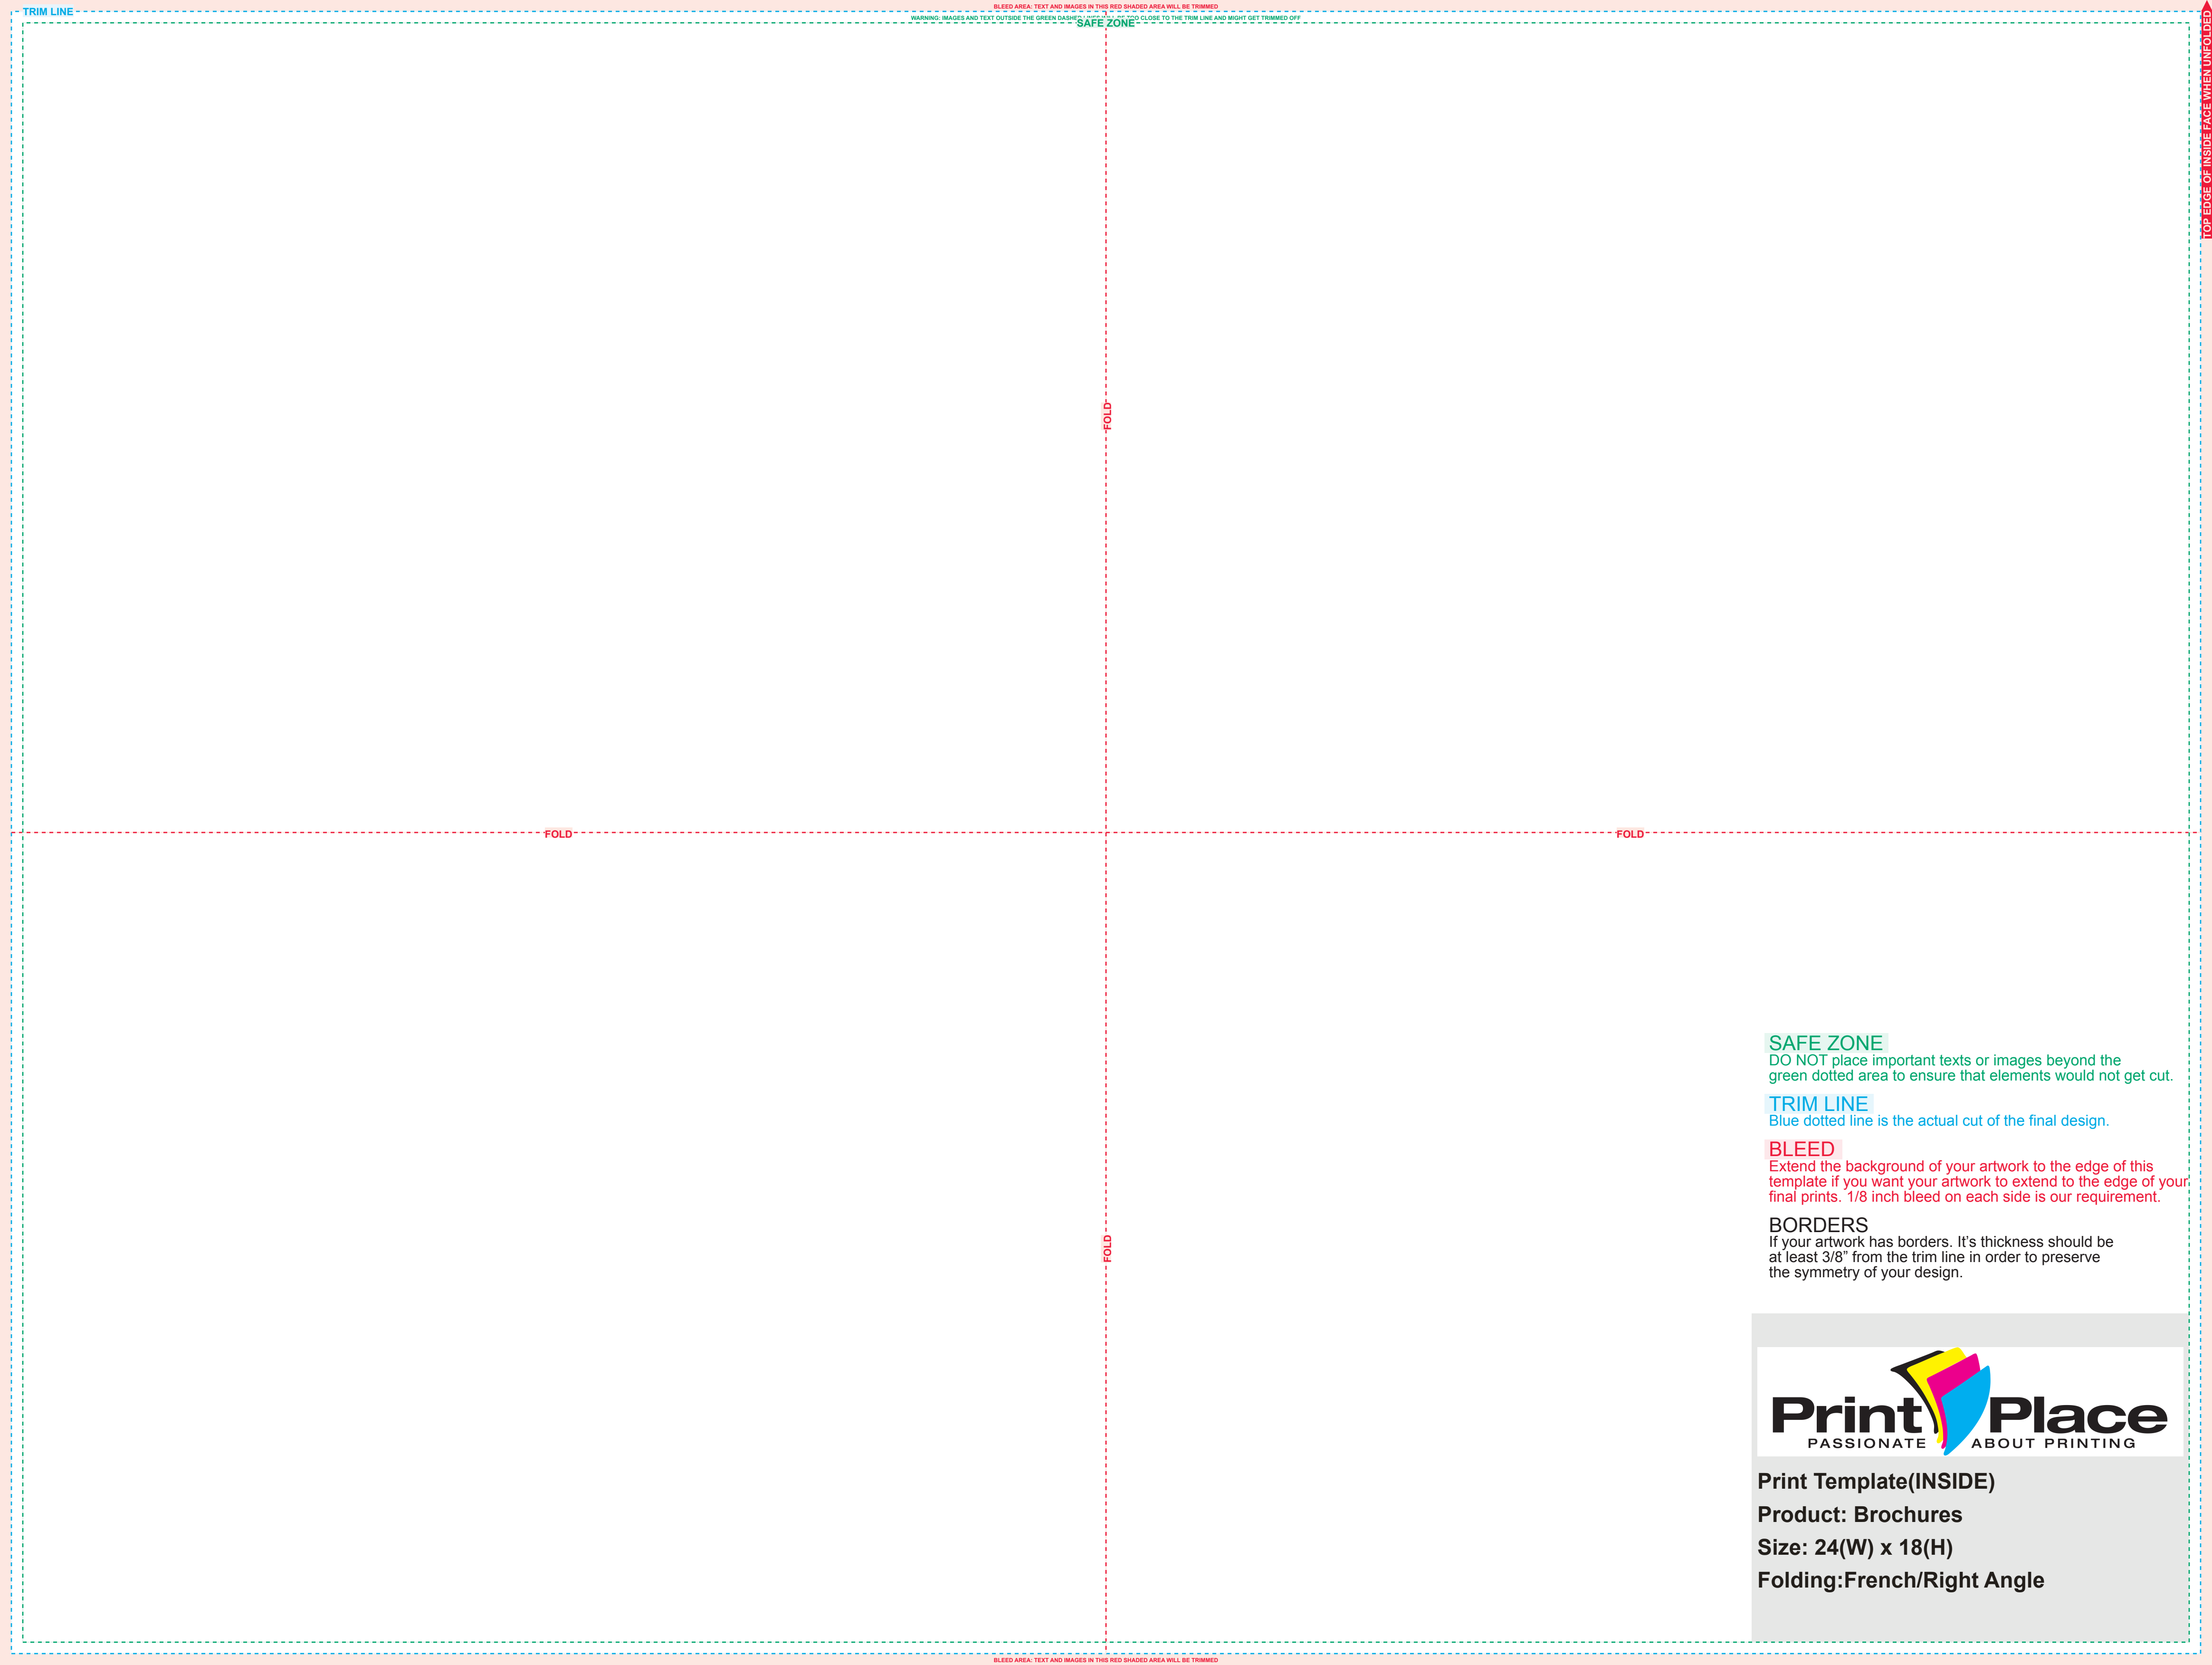 BLEED AREA: TEXT AND IMAGES IN THIS RED SHADED AREA WILL BE TRIMMED
TRIM LINE
WARNING: IMAGES AND TEXT OUTSIDE THE GREEN DASHED LINES WILL BE TOO CLOSE TO THE TRIM LINE AND MIGHT GET TRIMMED OFF
SAFE ZONE
TOP EDGE OF INSIDE FACE WHEN UNFOLDED
FOLD
FOLD
FOLD
SAFE ZONE
DO NOT place important texts or images beyond the
green dotted area to ensure that elements would not get cut.
TRIM LINE
Blue dotted line is the actual cut of the final design.
BLEED
Extend the background of your artwork to the edge of this
template if you want your artwork to extend to the edge of your
final prints. 1/8 inch bleed on each side is our requirement.
BORDERS
If your artwork has borders. It's thickness should be
at least 3/8” from the trim line in order to preserve
the symmetry of your design.
FOLD
Print Place
PASSIONATE ABOUT PRINTING
Print Template(INSIDE)
Product: Brochures
Size: 24(W) x 18(H)
Folding:French/Right Angle
BLEED AREA: TEXT AND IMAGES IN THIS RED SHADED AREA WILL BE TRIMMED